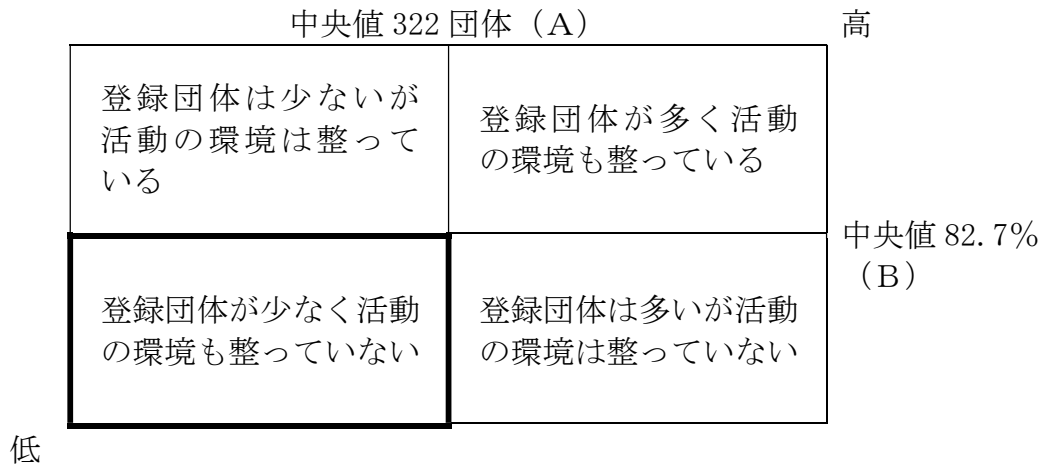 中央値 322 団体（A）
高
登録団体は少ないが
活動の環境は整って
いる
登録団体が多く活動
の環境も整っている
中央値 82.7％
（B）
登録団体が少なく活動
の環境も整っていない
登録団体は多いが活動
の環境は整っていない
低